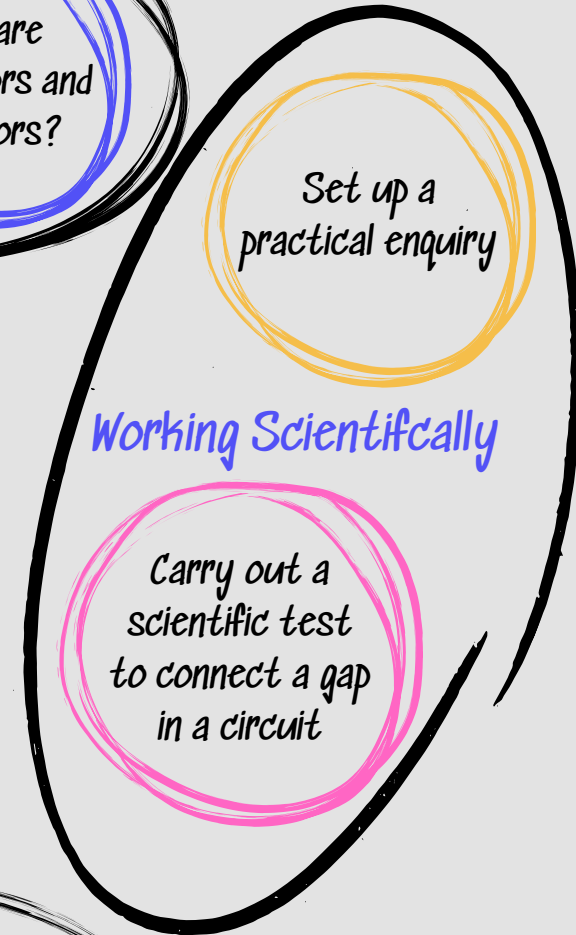 are
rs and
ors?
Set up a
practical enquiry
Working Scientifcally
Carry out a
scientific test
to connect a gap
in a circuit